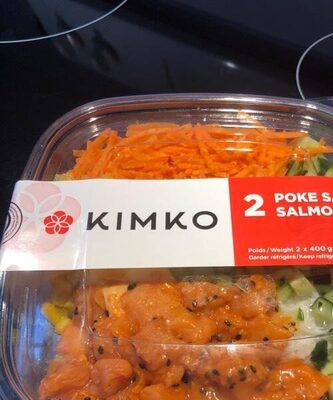 KIMKO
2
POKE SA
SALMO
Poids/Weight 2 x 400 g
Garder réfrigéré/Keep refrig